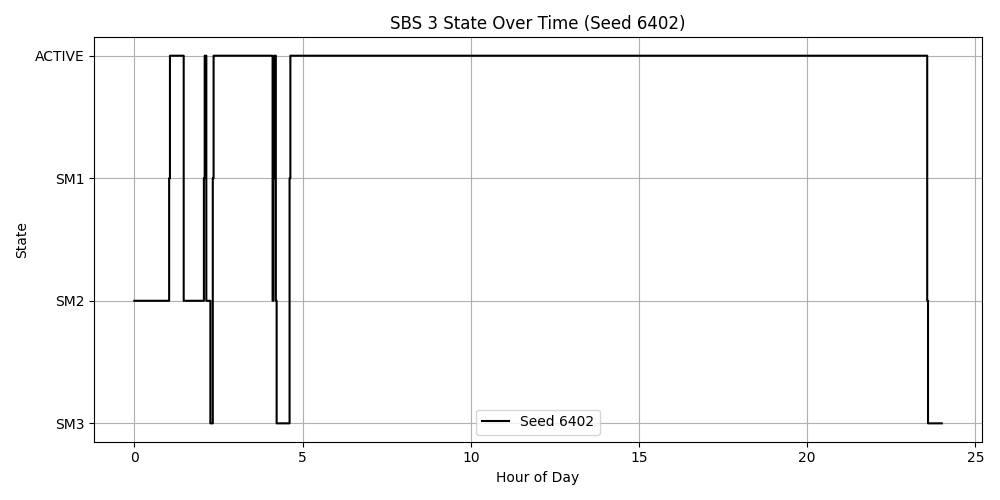 SBS 3 State Over Time (Seed 6402)
ACTIVE
SM1
SM2
SM3
State
Seed 6402
0 5 10 15 20 25
Hour of Day